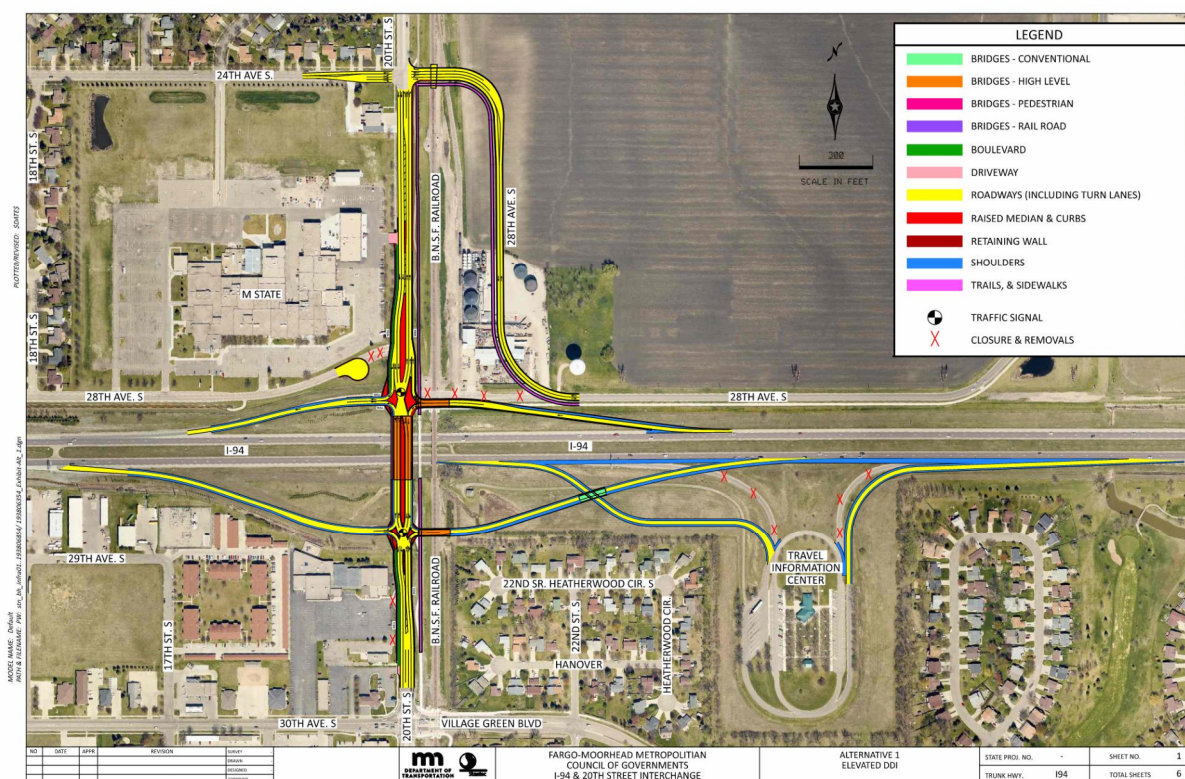 LEGEND
BRIDGES - CONVENTIONAL
BRIDGES - HIGH LEVEL
BRIDGES - PEDESTRIAN
BRIDGES - RAIL ROAD
BOULEVARD
DRIVEWAY
ROADWAYS (INCLUDING TURN LANES)
RAISED MEDIAN & CURBS
RETAINING WALL
SHOULDERS
TRAILS, & SIDEWALKS
TRAFFIC SIGNAL
CLOSURE & REMOVALS
N
300
SCALE IN FEET
20TH ST. S
24TH AVE S.
18TH ST. S
B.N.S.F. RAILROAD
28TH AVE. S
M STATE
18TH ST. S
28TH AVE. S
28TH AVE. S
I-94
I-94
29TH AVE. S
TRAVEL
INFORMATION
CENTER
22ND SR. HEATHERWOOD CIR. S
B.N.S.F. RAILROAD
22ND ST. S
HEATHERWOOD CIR.
17TH ST. S
HANOVER
20TH ST. S
30TH AVE. S
VILLAGE GREEN BLVD
PLOTTED/REVISED: SDATES
MODEL NAME: Default
NO DATE APPR REVISION
SURVEY
DRAWN
DESIGNED
DEPARTMENT OF
TRANSPORTATION
Stantec
FARGO-MOORHEAD METROPOLITIAN
COUNCIL OF GOVERNMENTS
I-94 & 20TH STREET INTERCHANGE
ALTERNATIVE 1
ELEVATED DDI
STATE PROJ. NO. -
TRUNK HWY. I94
SHEET NO. 1
TOTAL SHEETS 6